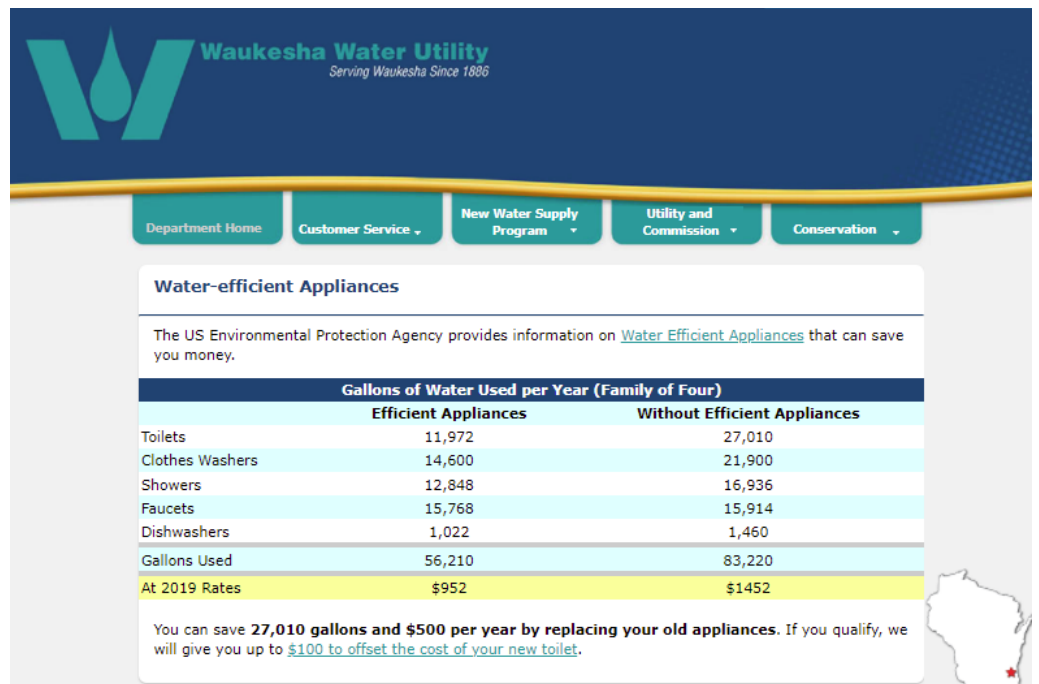 Waukesha Water Utility
Serving Waukesha Since 1886
Department Home
Customer Service
New Water Supply
Program
Utility and
Commission
Conservation
Water-efficient Appliances
The US Environmental Protection Agency provides information on Water Efficient Appliances that can save
you money.
Gallons of Water Used per Year (Family of Four)
Efficient Appliances Without Efficient Appliances
Toilets 11,972 27,010
Clothes Washers 14,600 21,900
Showers 12,848 16,936
Faucets 15,768 15,914
Dishwashers 1,022 1,460
Gallons Used 56,210 83,220
At 2019 Rates $952 $1452
You can save 27,010 gallons and $500 per year by replacing your old appliances. If you qualify, we
will give you up to $100 to offset the cost of your new toilet.